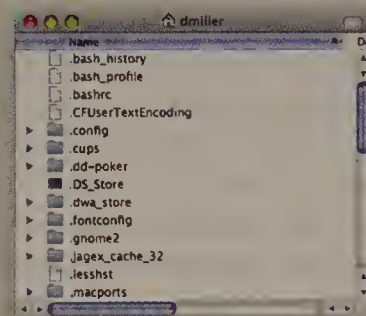 dmiller
Name
.bash_history
.bash_profile
.bashrc
.CFUserTextEncoding
.config
.cups
.dd-poker
.DS_Store
.dwa_store
.fontconfig
.gnome2
.jagex_cache_32
.lesshst
.macports